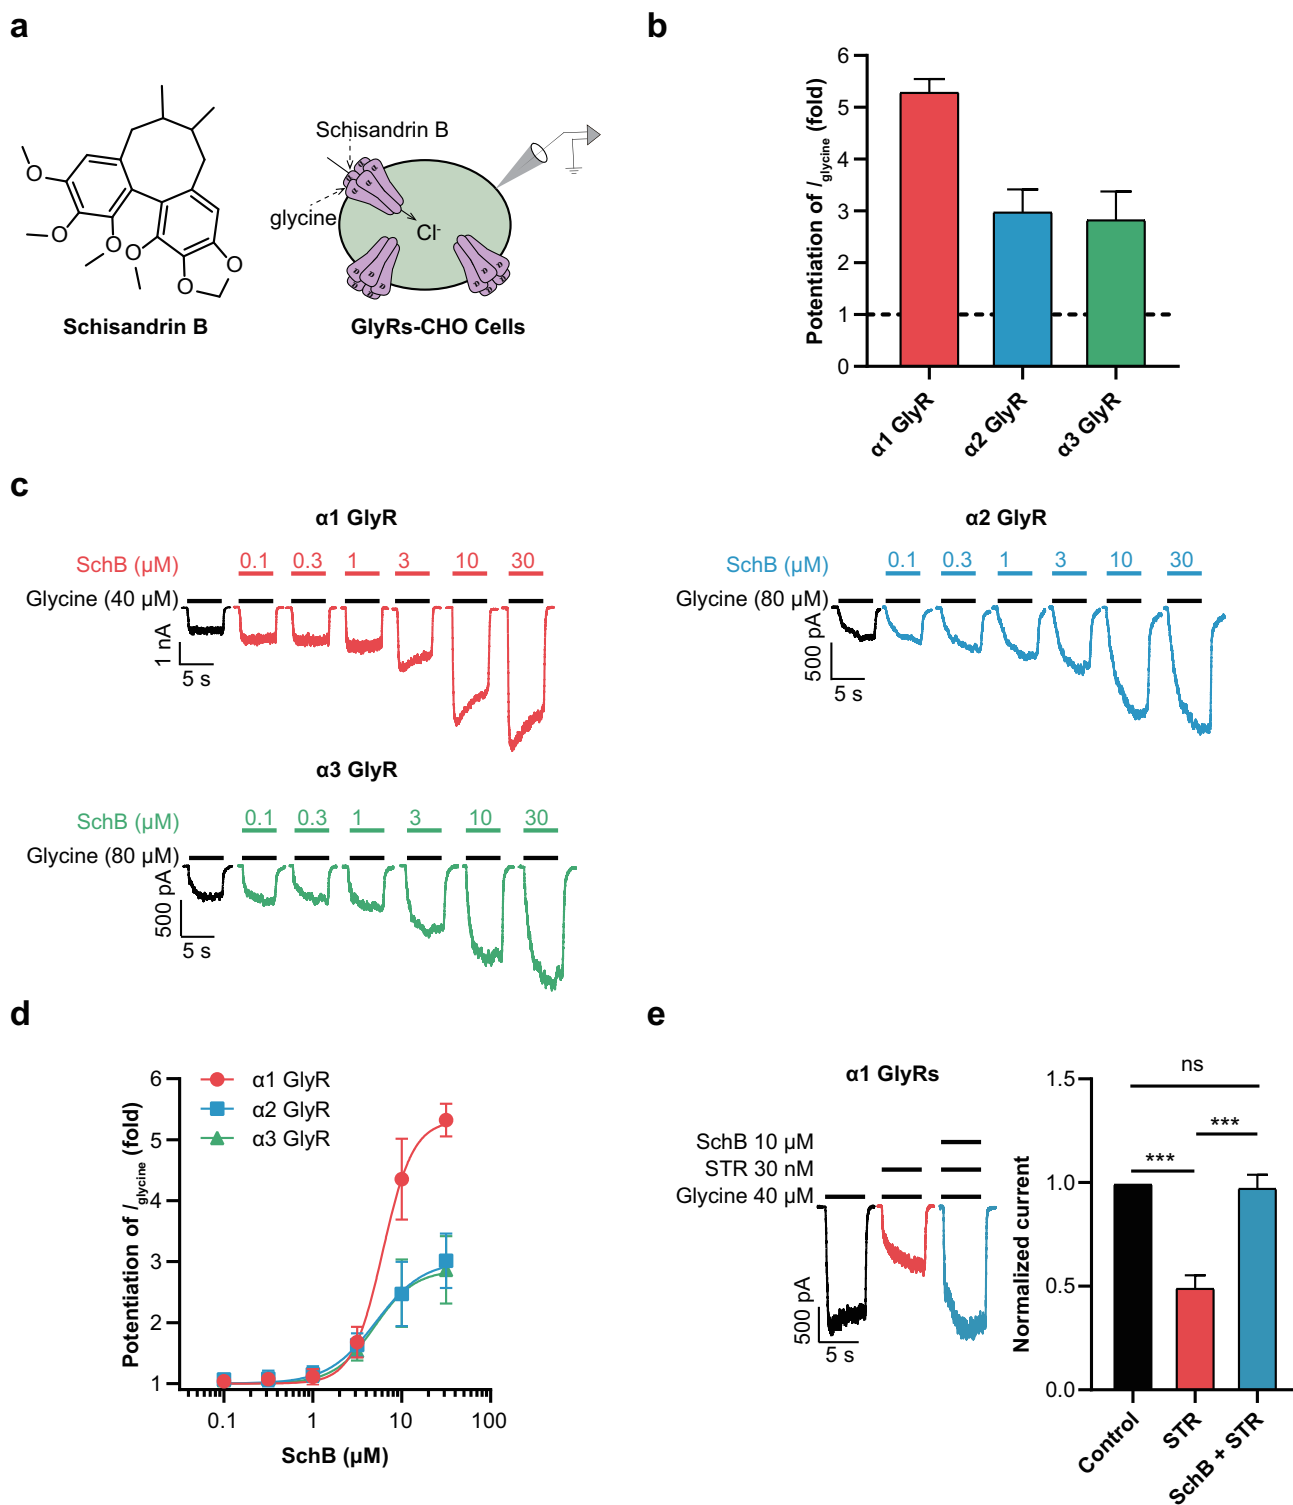 a
O
O
O
O
O
O
Schisandrin B
Schisandrin B
glycine
Cl-
GlyRs-CHO Cells
b
Potentiation of Iglycine (fold)
6
5
4
3
2
1
0
α1 GlyR
α2 GlyR
α3 GlyR
c
α1 GlyR
SchB (µM) 0.1 0.3 1 3 10 30
Glycine (40 µM)
1 nA
5 s
α2 GlyR
SchB (µM) 0.1 0.3 1 3 10 30
Glycine (80 µM)
500 pA
5 s
α3 GlyR
SchB (µM) 0.1 0.3 1 3 10 30
Glycine (80 µM)
500 pA
5 s
d
Potentiation of Iglycine (fold)
6
5
4
3
2
1
α1 GlyR
α2 GlyR
α3 GlyR
0.1 1 10 100
SchB (µM)
e
α1 GlyRs
SchB 10 µM
STR 30 nM
Glycine 40 µM
500 pA
5 s
Normalized current
1.5
1.0
0.5
0.0
ns
***
***
Control
STR
SchB + STR